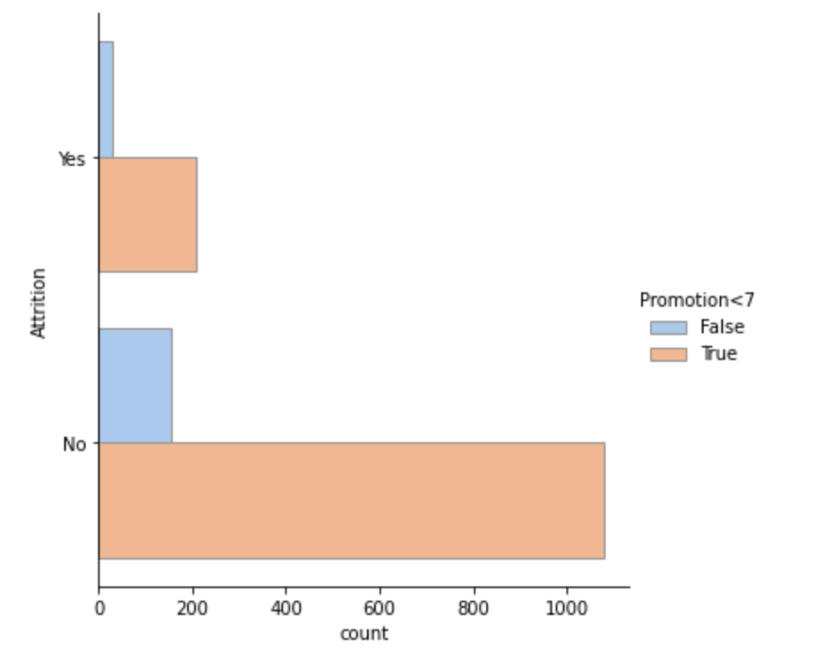 Attrition
Yes
No
0 200 400 600 800 1000
count
Promotion<7
False
True